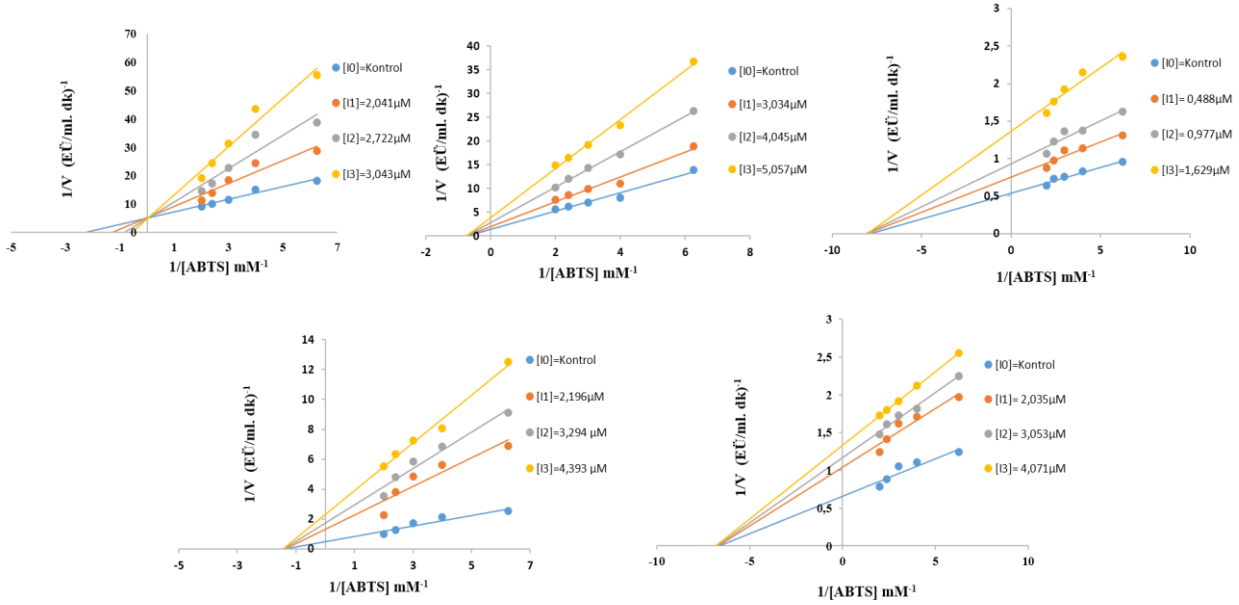 70
60
50
40
30
20
10
0
-5
-3
-1
1
3
5
7
1/V (EÜ/ml. dk)-1
1/[ABTS] mM-1
[I0]=Kontrol
[I1]=2,041µM
[I2]=2,722µM
[I3]=3,043µM
40
35
30
25
20
15
10
5
0
-2
0
2
4
6
8
1/V (EÜ/ml. dk)-1
1/[ABTS] mM-1
[I0]=Kontrol
[I1]=3,034µM
[I2]=4,045µM
[I3]=5,057µM
3
2,5
2
1,5
1
0,5
0
-10
-5
0
5
10
1/V (EÜ/ml. dk)-1
1/[ABTS] mM-1
[I0]=Kontrol
[I1]= 0,488µM
[I2]= 0,977µM
[I3]=1,629µM
14
12
10
8
6
4
2
0
-5
-3
-1
1
3
5
7
1/V (EÜ/ml. dk)-1
1/[ABTS] mM-1
[I0]=Kontrol
[I1]=2,196µM
[I2]=3,294 µM
[I3]=4,393 µM
3
2,5
2
1,5
1
0,5
0
-10
-5
0
5
10
1/V (EÜ/ml. dk)-1
1/[ABTS] mM-1
[I0]=Kontrol
[I1]= 2,035µM
[I2]= 3,053µM
[I3]= 4,071µM